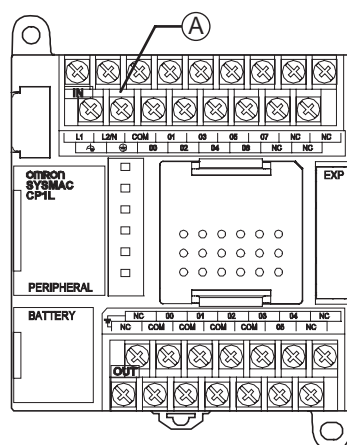 A
IN
L1 L2/N COM 01 03 05 07 NC NC
00 02 04 06 NC NC
OMRON
SYSMAC
CP1L
EXP
PERIPHERAL
BATTERY
NC 00 01 02 03 04 NC
NC COM COM COM COM 05 NC
OUT